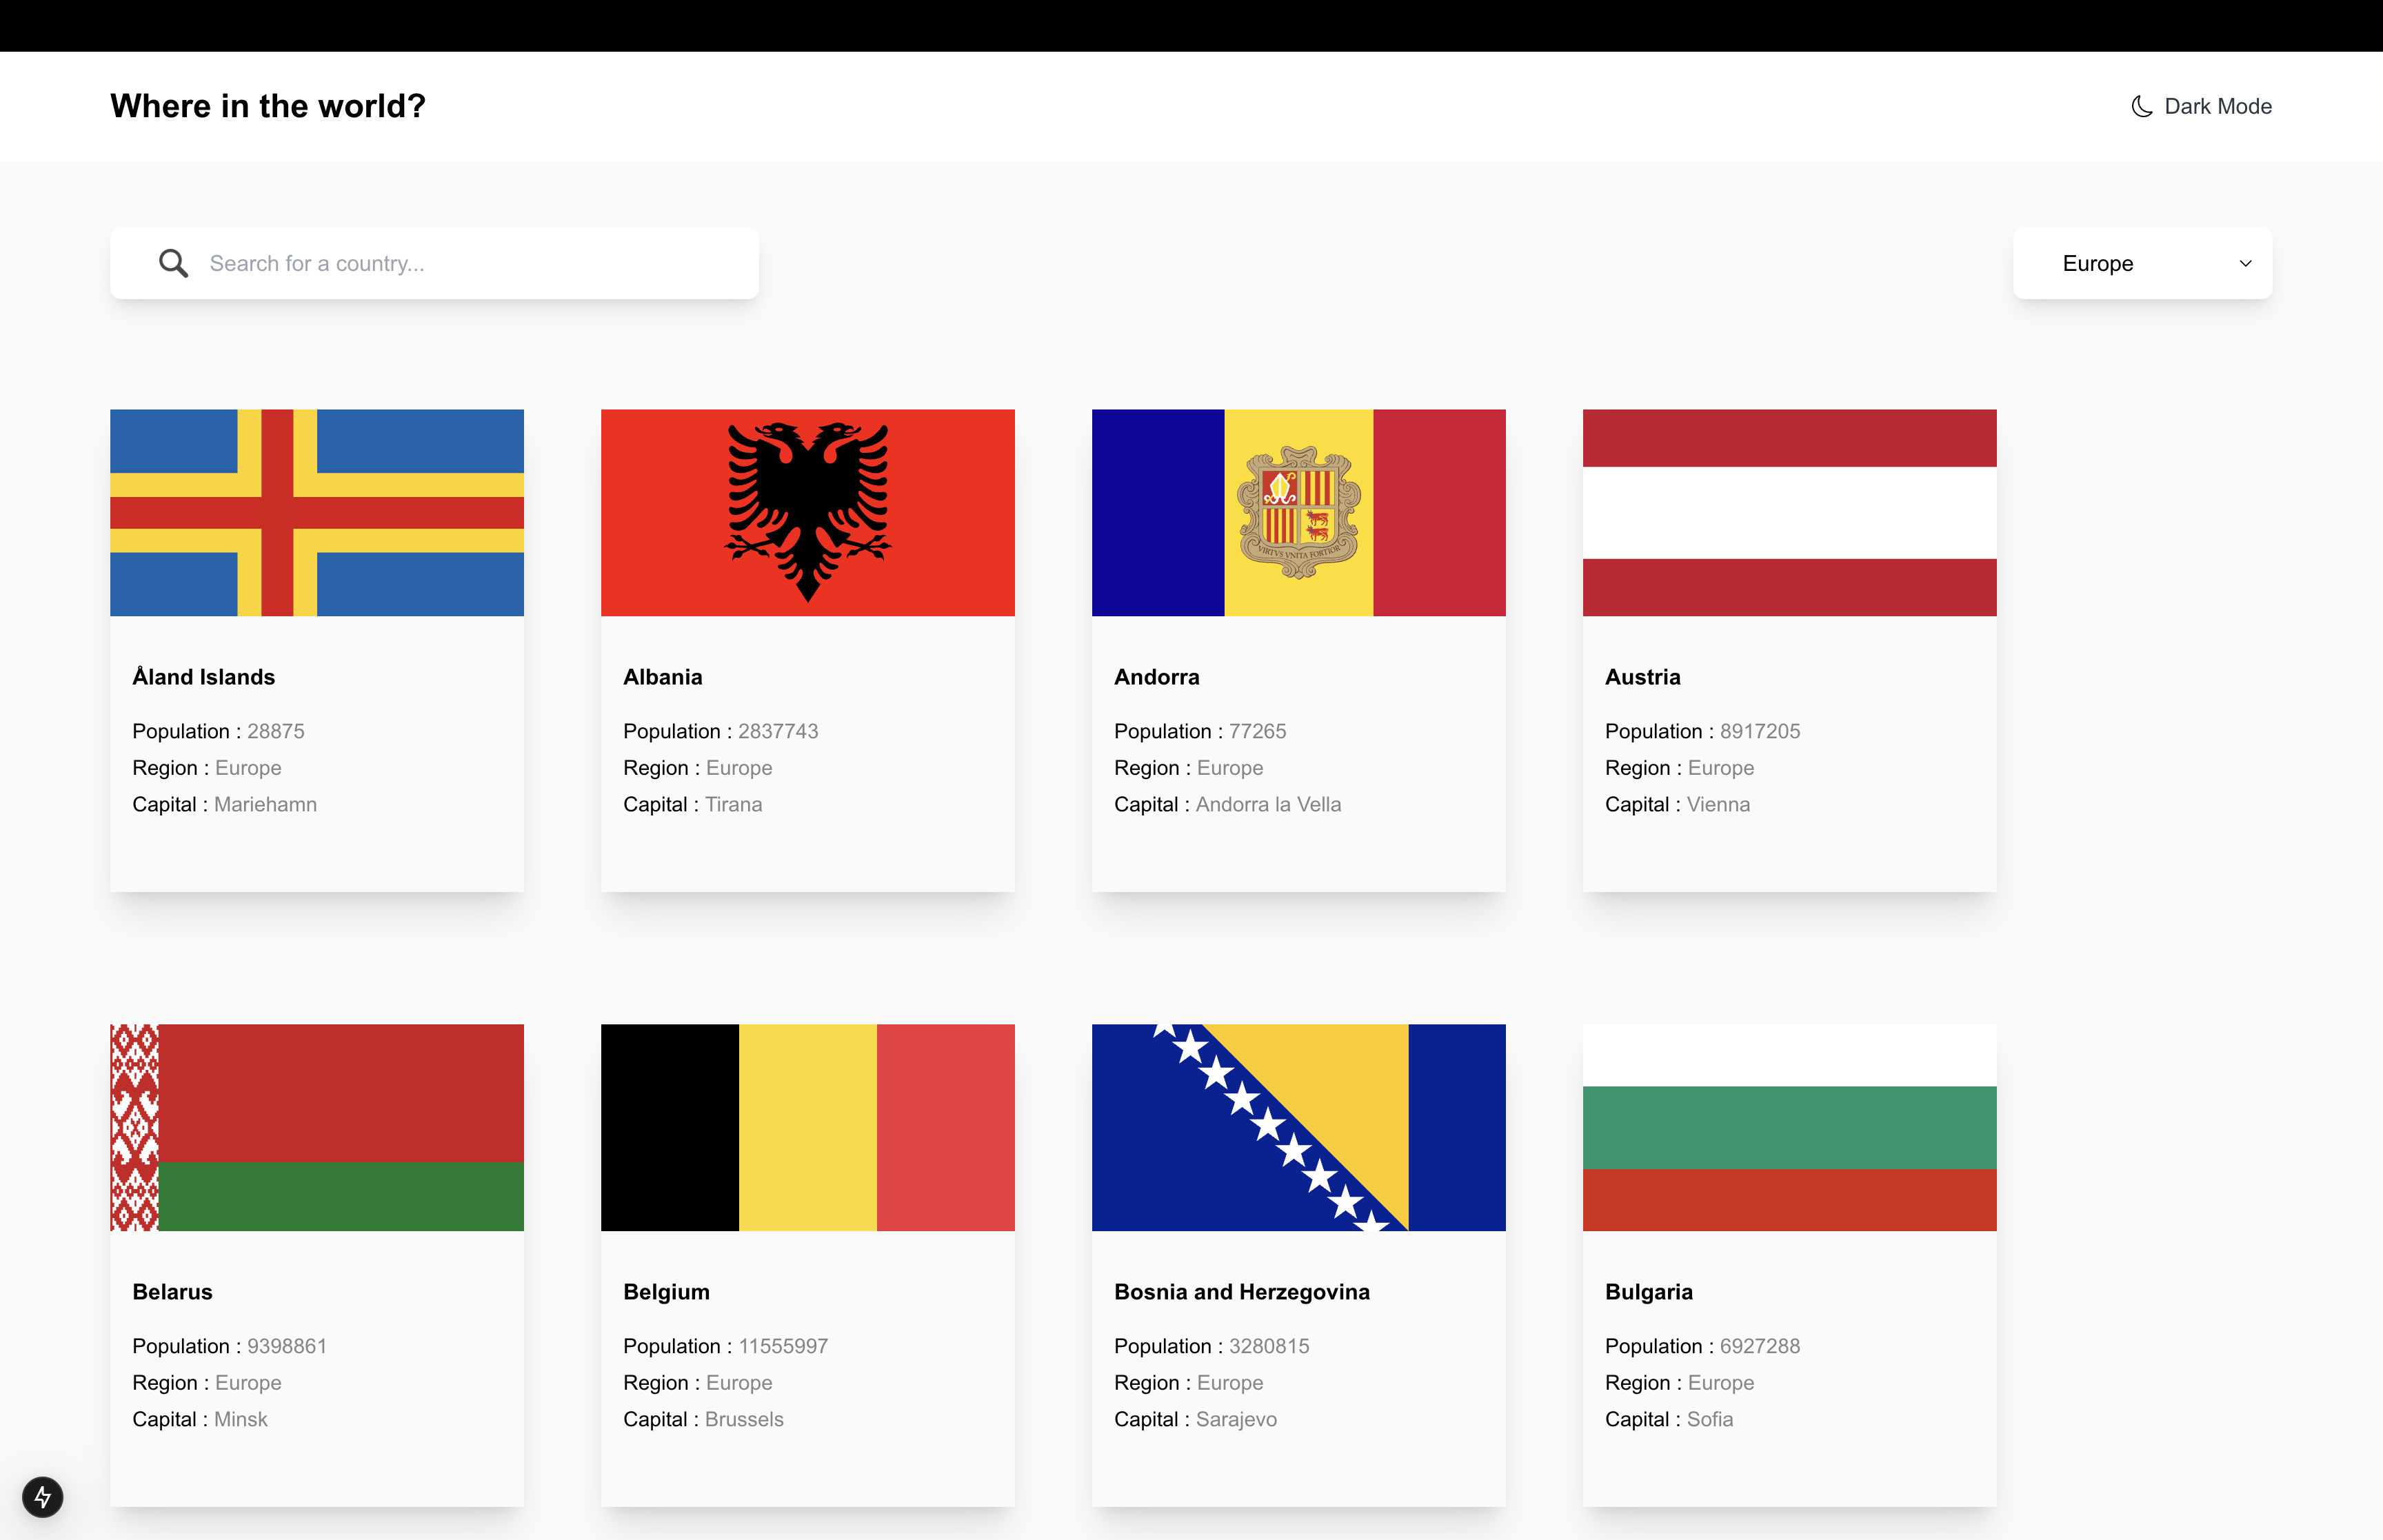 Where in the world?
Dark Mode
Search for a country...
Europe
VIRTVS VNITA FORTIOR
Åland Islands
Population : 28875
Region : Europe
Capital : Mariehamn
Albania
Population : 2837743
Region : Europe
Capital : Tirana
Andorra
Population : 77265
Region : Europe
Capital : Andorra la Vella
Austria
Population : 8917205
Region : Europe
Capital : Vienna
Belarus
Population : 9398861
Region : Europe
Capital : Minsk
Belgium
Population : 11555997
Region : Europe
Capital : Brussels
Bosnia and Herzegovina
Population : 3280815
Region : Europe
Capital : Sarajevo
Bulgaria
Population : 6927288
Region : Europe
Capital : Sofia